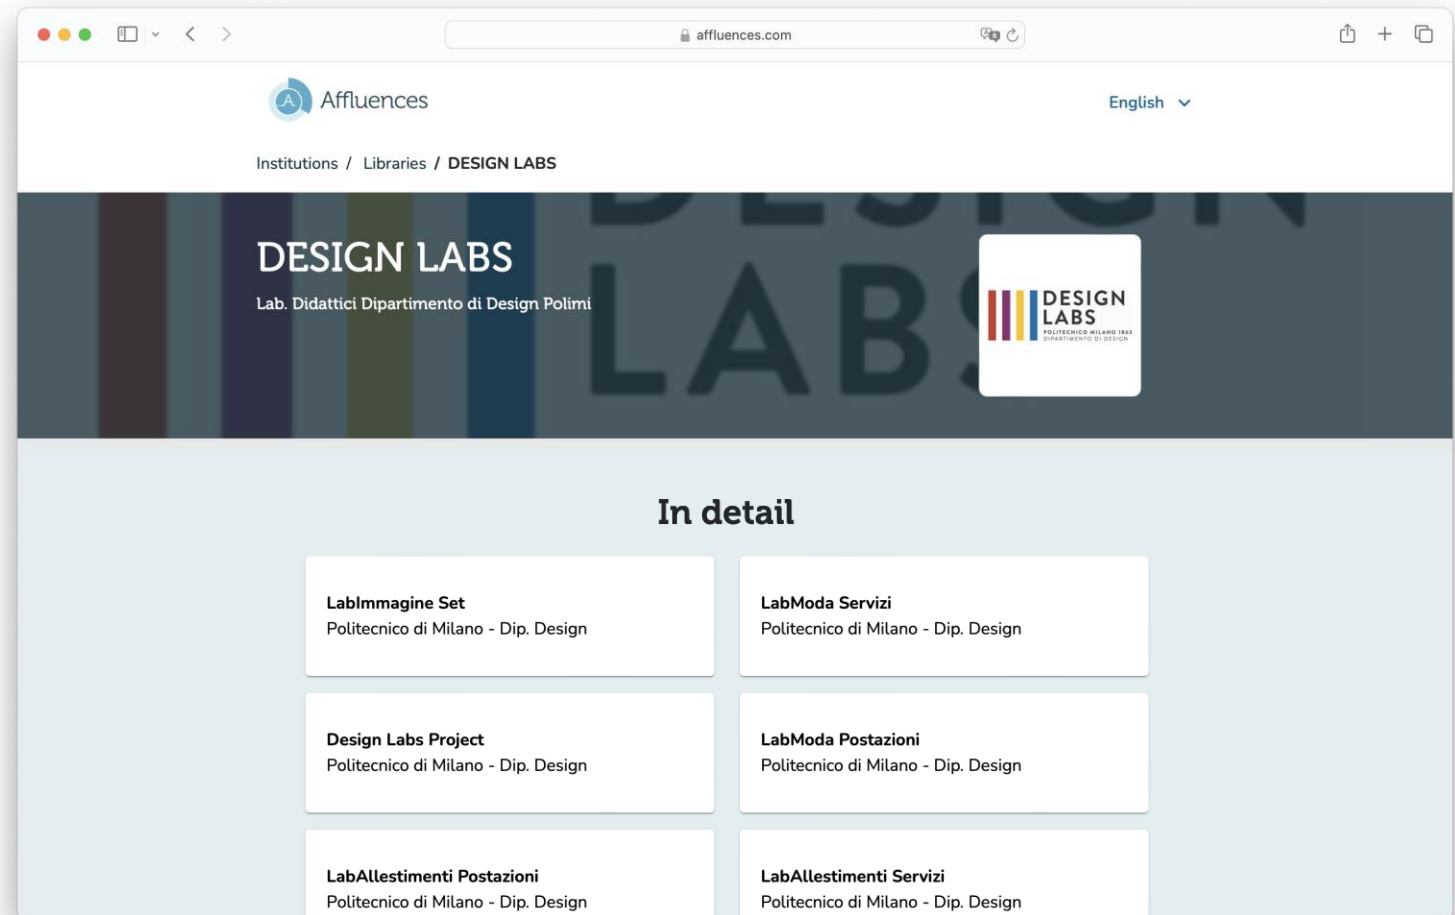 affluences.com
Affluences
English
Institutions / Libraries / DESIGN LABS
DESIGN LABS
Lab. Didattici Dipartimento di Design Polimi
DESIGN
LABS
DESIGN
LABS
POLITECNICO MILANO 1863
DIPARTIMENTO DI DESIGN
In detail
LabImmagine Set
Politecnico di Milano - Dip. Design
LabModa Servizi
Politecnico di Milano - Dip. Design
Design Labs Project
Politecnico di Milano - Dip. Design
LabModa Postazioni
Politecnico di Milano - Dip. Design
LabAllestimenti Postazioni
Politecnico di Milano - Dip. Design
LabAllestimenti Servizi
Politecnico di Milano - Dip. Design